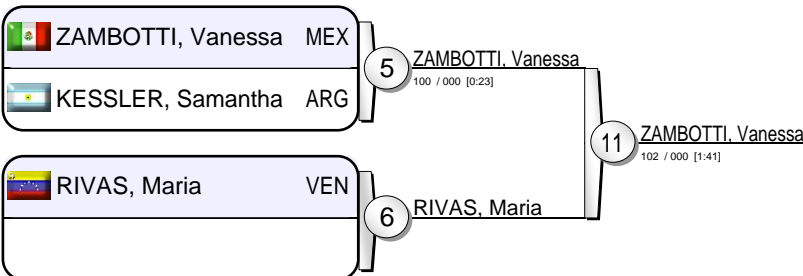 ZAMBOTTI, Vanessa MEX
KESSLER, Samantha ARG
5
ZAMBOTTI, Vanessa
100 / 000 [0:23]
11
ZAMBOTTI, Vanessa
102 / 000 [1:41]
RIVAS, Maria VEN
6
RIVAS, Maria